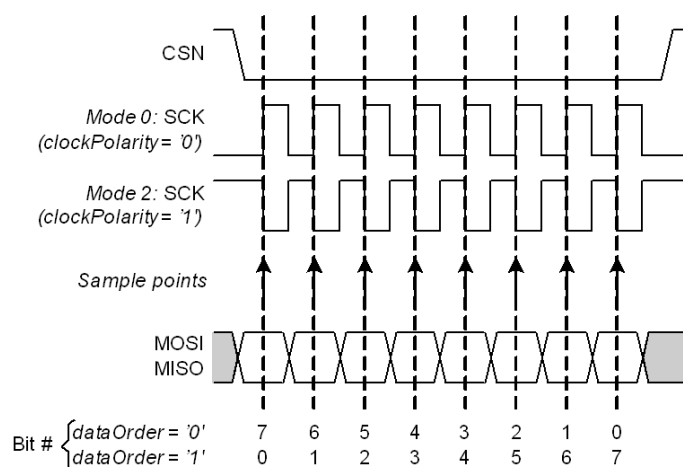 CSN
Mode 0: SCK
(clockPolarity = '0')
Mode 2: SCK
(clockPolarity = '1')
Sample points
MOSI
MISO
Bit # { dataOrder = '0' 7 6 5 4 3 2 1 0
dataOrder = '1' 0 1 2 3 4 5 6 7